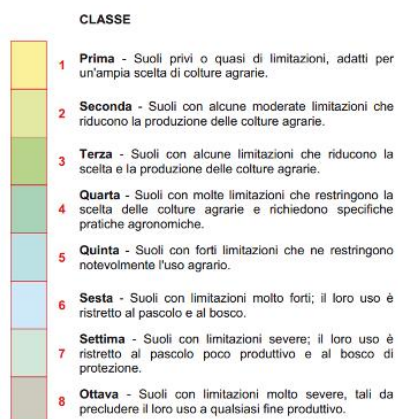 CLASSE
1 Prima - Suoli privi o quasi di limitazioni, adatti per
un'ampia scelta di colture agrarie.
2 Seconda - Suoli con alcune moderate limitazioni che
riducono la produzione delle colture agrarie.
3 Terza - Suoli con alcune limitazioni che riducono la
scelta e la produzione delle colture agrarie.
4 Quarta - Suoli con molte limitazioni che restringono la
scelta delle colture agrarie e richiedono specifiche
pratiche agronomiche.
5 Quinta - Suoli con forti limitazioni che ne restringono
notevolmente l'uso agrario.
6 Sesta - Suoli con limitazioni molto forti; il loro uso è
ristretto al pascolo e al bosco.
7 Settima - Suoli con limitazioni severe; il loro uso è
ristretto al pascolo poco produttivo e al bosco di
protezione.
8 Ottava - Suoli con limitazioni molto severe, tali da
precludere il loro uso a qualsiasi fine produttivo.